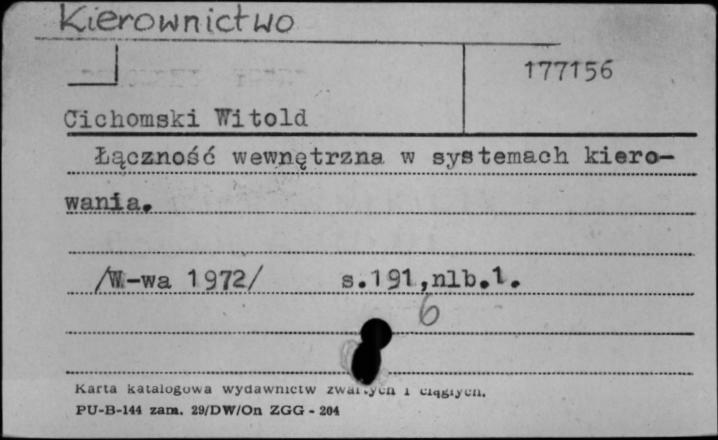 Kierownictwo
177156
Cichomski Witold
Łączność wewnętrzna w systemach kiero-
wania.
/W-wa 1972/ s.191,nlb.1.
6
Karta katalogowa wydawnictw zwartych i ciągłych.
PU-B-144 zam. 29/DW/On ZGG - 204